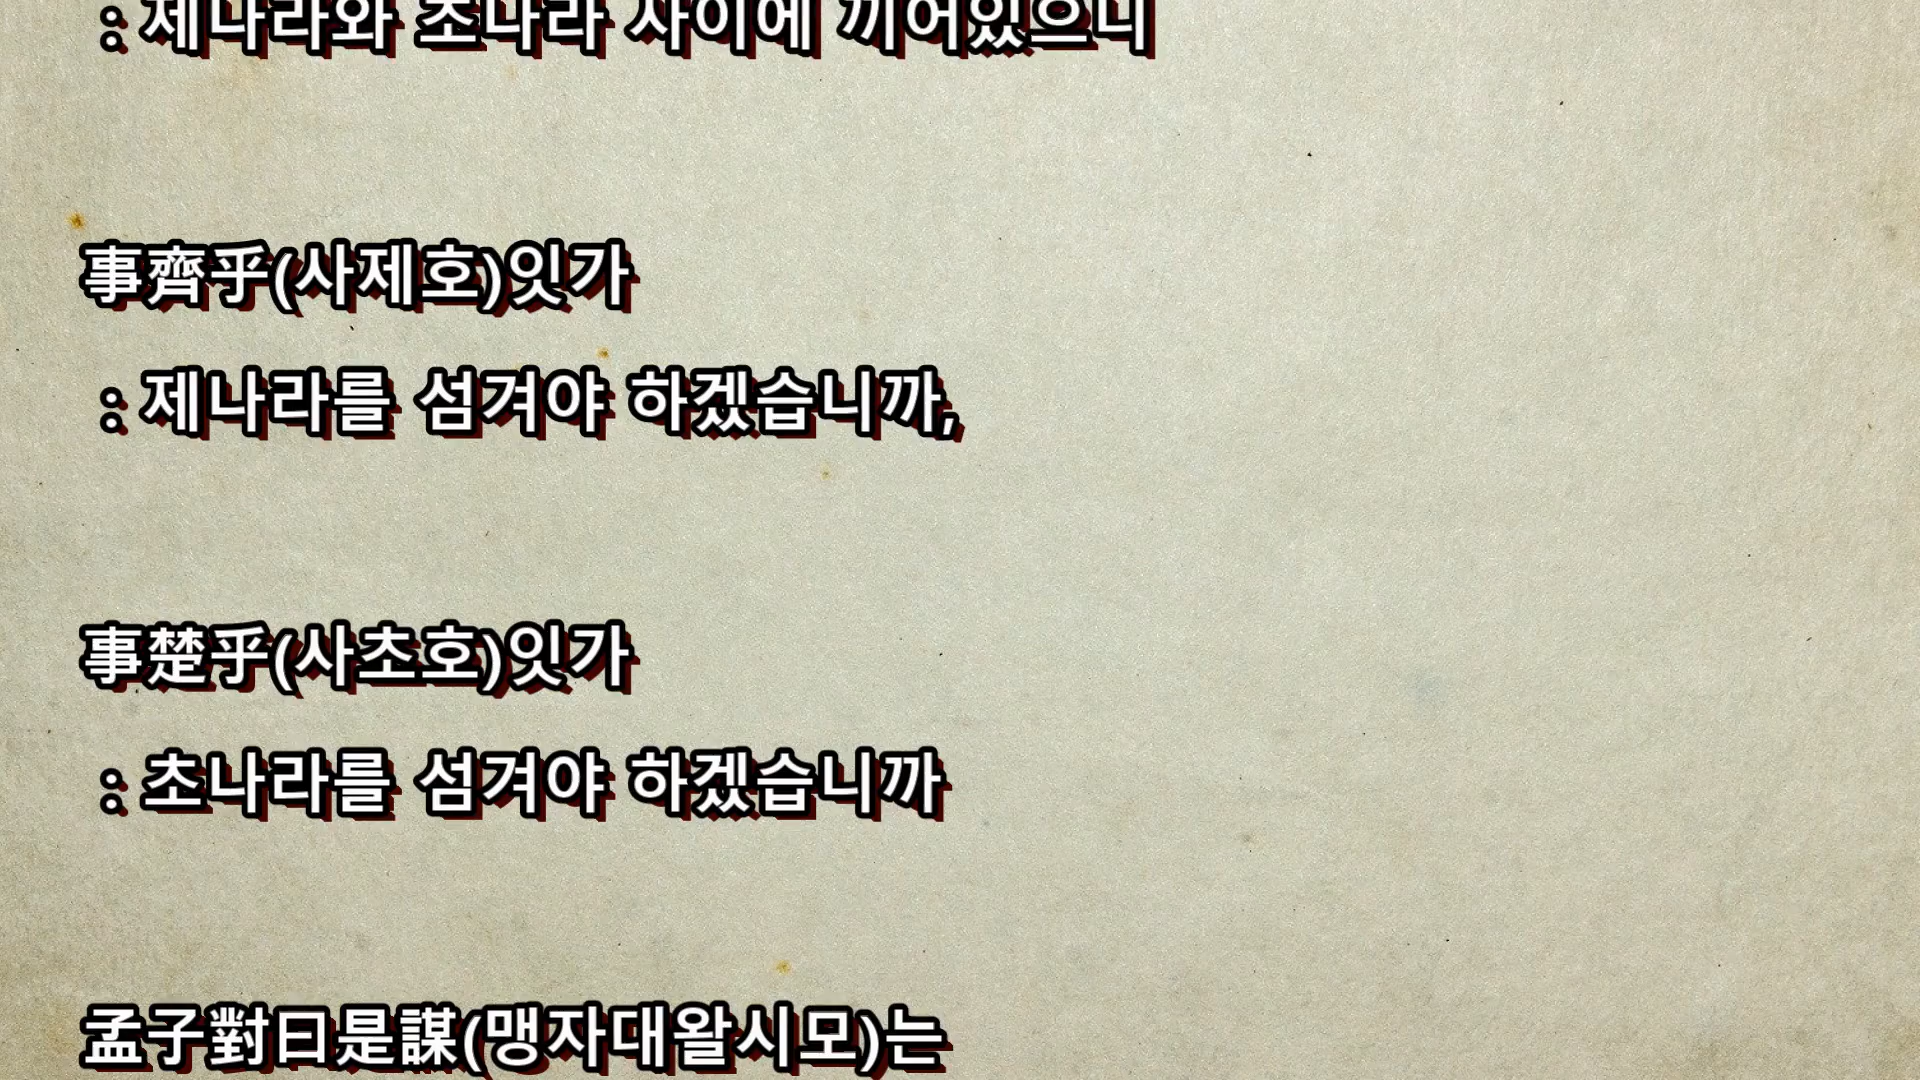 : 제나라와 초나라 사이에 끼어있으니
事齊乎(사제호)잇가
: 제나라를 섬겨야 하겠습니까,
事楚乎(사초호)잇가
: 초나라를 섬겨야 하겠습니까
孟子對曰是謀(맹자대왈시모)는